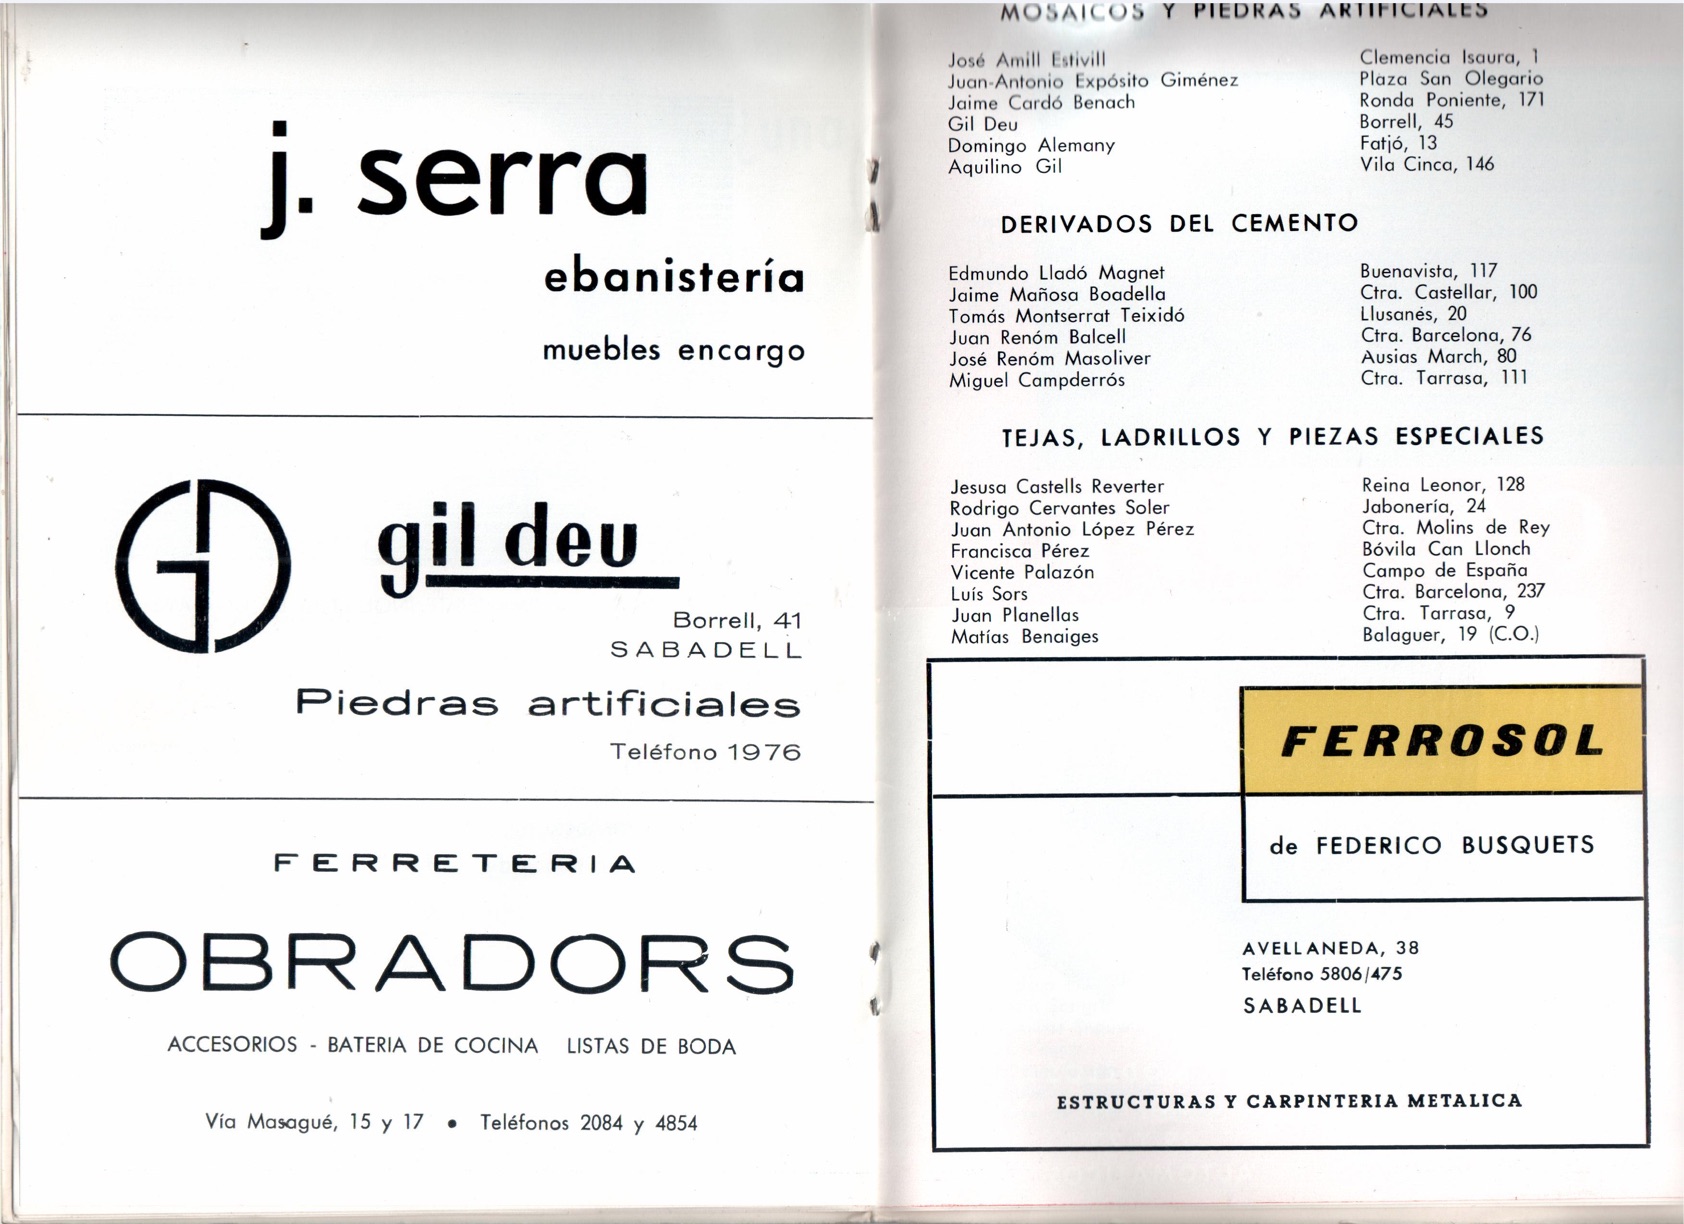 j. serra
ebanistería
muebles encargo
GD
gil deu
Borrell, 41
SABADELL
Piedras artificiales
Teléfono 1976
FERRETERIA
OBRADORS
ACCESORIOS - BATERIA DE COCINA LISTAS DE BODA
Vía Masagué, 15 y 17 • Teléfonos 2084 y 4854
MOSAICOS Y PIEDRAS ARTIFICIALES
José Amill Estivill Clemencia Isaura, 1
Juan-Antonio Expósito Giménez Plaza San Olegario
Jaime Cardó Benach Ronda Poniente, 171
Gil Deu Borrell, 45
Domingo Alemany Fatjó, 13
Aquilino Gil Vila Cinca, 146
DERIVADOS DEL CEMENTO
Edmundo Lladó Magnet Buenavista, 117
Jaime Mañosa Boadella Ctra. Castellar, 100
Tomás Montserrat Teixidó Llusanés, 20
Juan Renóm Balcell Ctra. Barcelona, 76
José Renóm Masoliver Ausias March, 80
Miguel Campderrós Ctra. Tarrasa, 111
TEJAS, LADRILLOS Y PIEZAS ESPECIALES
Jesusa Castells Reverter Reina Leonor, 128
Rodrigo Cervantes Soler Jabonería, 24
Juan Antonio López Pérez Ctra. Molins de Rey
Francisca Pérez Bóvila Can Llonch
Vicente Palazón Campo de España
Luís Sors Ctra. Barcelona, 237
Juan Planellas Ctra. Tarrasa, 9
Matías Benaiges Balaguer, 19 (C.O.)
FERROSOL
de FEDERICO BUSQUETS
AVELLANEDA, 38
Teléfono 5806/475
SABADELL
ESTRUCTURAS Y CARPINTERIA METALICA